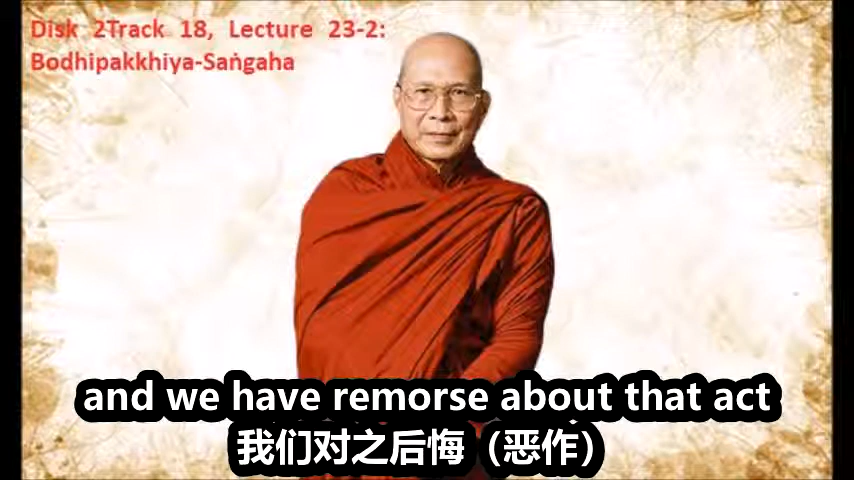 Disk 2Track 18, Lecture 23-2:
Bodhipakkhiya-Saṅgaha
and we have remorse about that act
我们对之后悔（恶作）